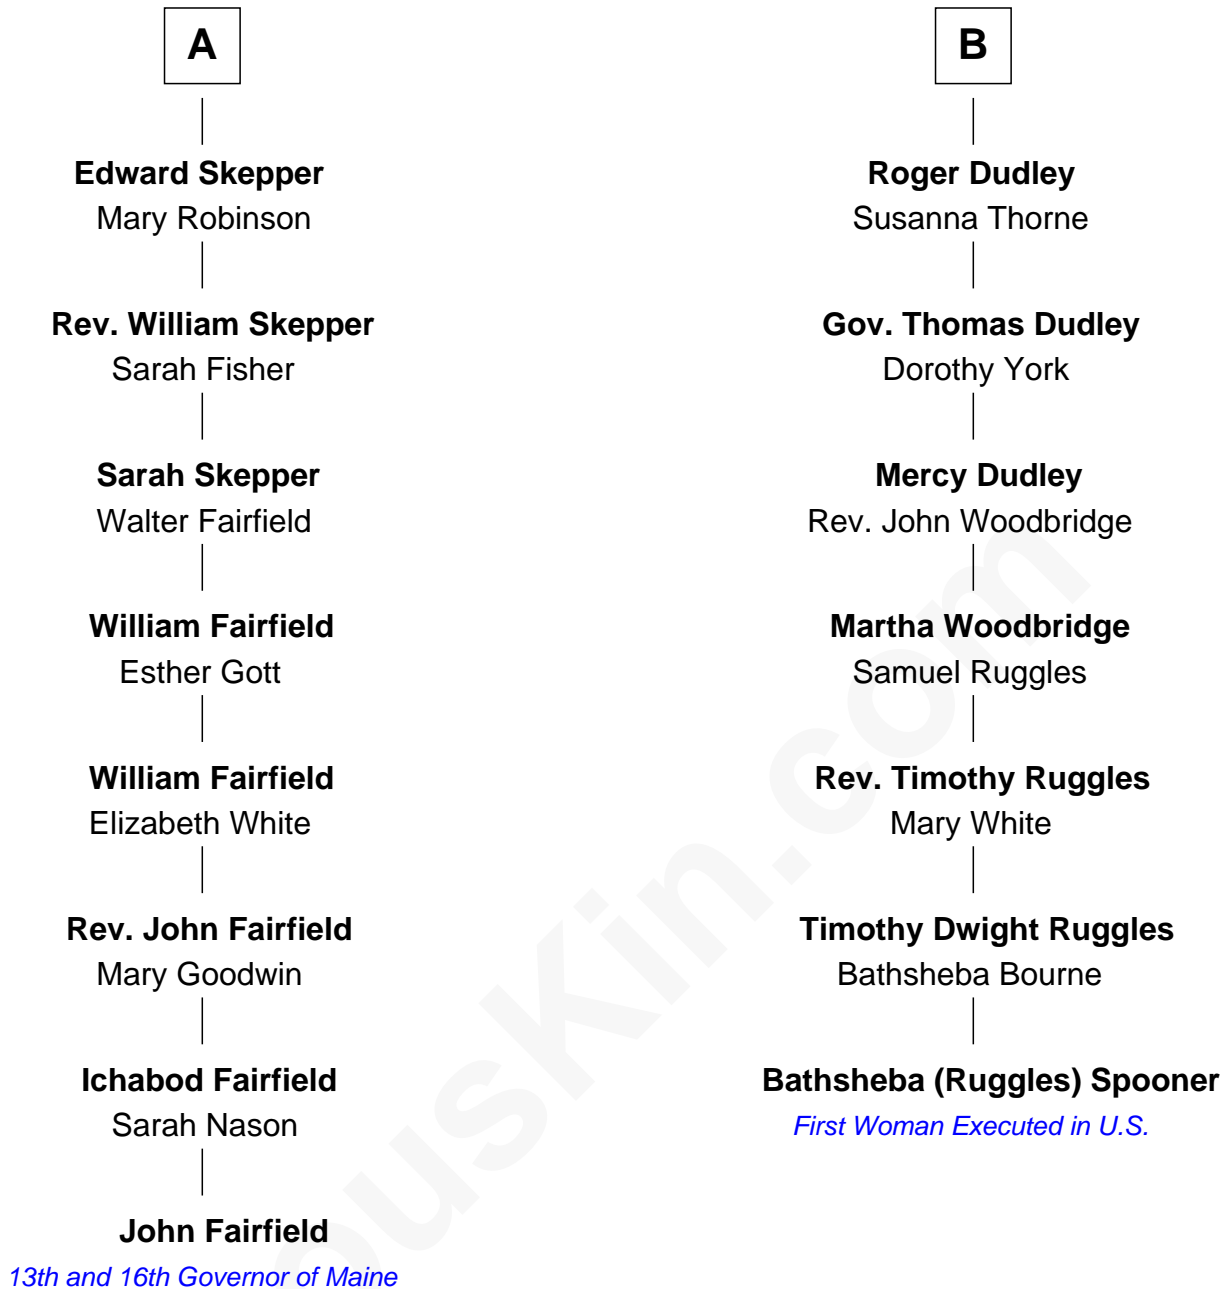 A
Edward Skepper
Mary Robinson
Rev. William Skepper
Sarah Fisher
Sarah Skepper
Walter Fairfield
William Fairfield
Esther Gott
William Fairfield
Elizabeth White
Rev. John Fairfield
Mary Goodwin
Ichabod Fairfield
Sarah Nason
John Fairfield
13th and 16th Governor of Maine
B
Roger Dudley
Susanna Thorne
Gov. Thomas Dudley
Dorothy York
Mercy Dudley
Rev. John Woodbridge
Martha Woodbridge
Samuel Ruggles
Rev. Timothy Ruggles
Mary White
Timothy Dwight Ruggles
Bathsheba Bourne
Bathsheba (Ruggles) Spooner
First Woman Executed in U.S.
ousKin.com